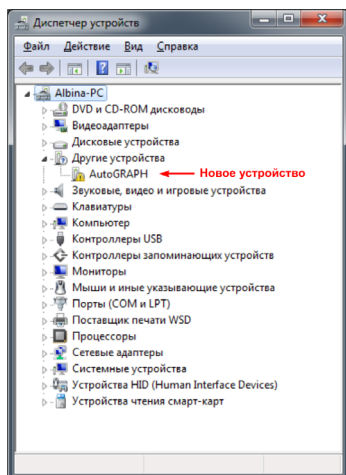 Диспетчер устройств
Файл Действие Вид Справка
Albina-PC
DVD и CD-ROM дисководы
Видеоадаптеры
Дисковые устройства
Другие устройства
AutoGRAPH
Новое устройство
Звуковые, видео и игровые устройства
Клавиатуры
Компьютер
Контроллеры USB
Контроллеры запоминающих устройств
Мониторы
Мыши и иные указывающие устройства
Порты (COM и LPT)
Поставщик печати WSD
Процессоры
Сетевые адаптеры
Системные устройства
Устройства HID (Human Interface Devices)
Устройства чтения смарт-карт